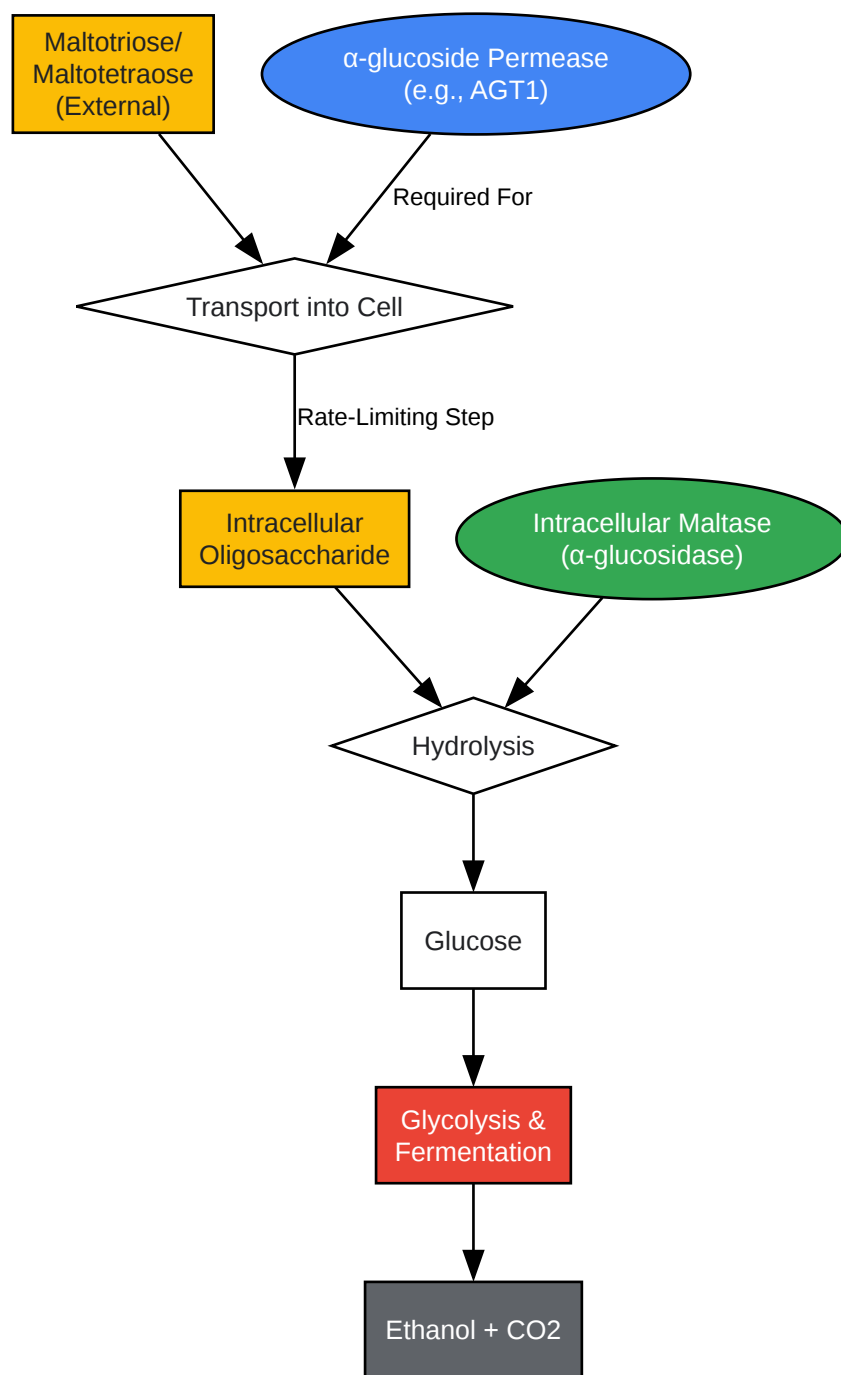 Maltotriose/
Maltotetraose
(External)
α-glucoside Permease
(e.g., AGT1)
Required For
Transport into Cell
Rate-Limiting Step
Intracellular
Oligosaccharide
Intracellular Maltase
(α-glucosidase)
Hydrolysis
Glucose
Glycolysis &
Fermentation
Ethanol + CO2